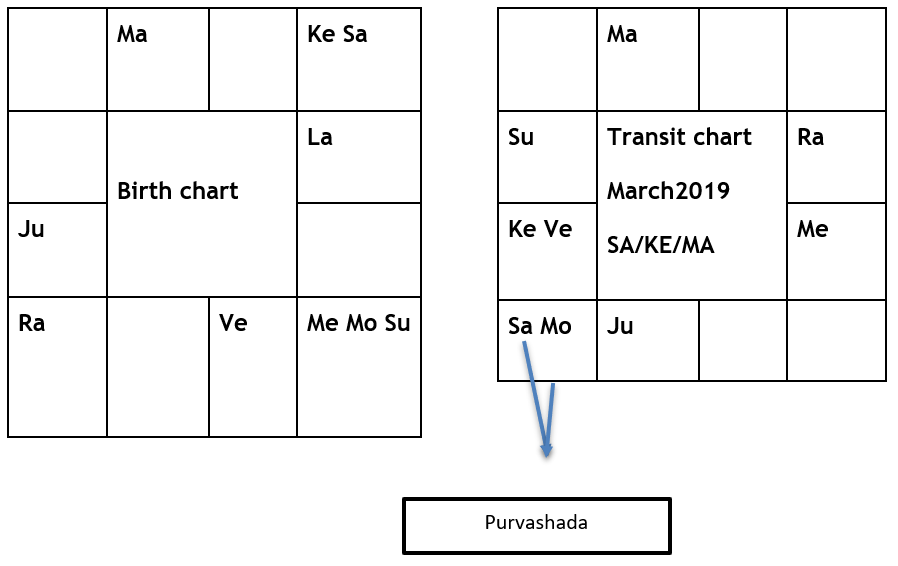 Ma
Ke Sa
La
Birth chart
Ju
Ra
Ve
Me Mo Su
Ma
Su
Transit chart
Ra
March2019
Ke Ve
Me
SA/KE/MA
Sa Mo
Ju
Purvashada